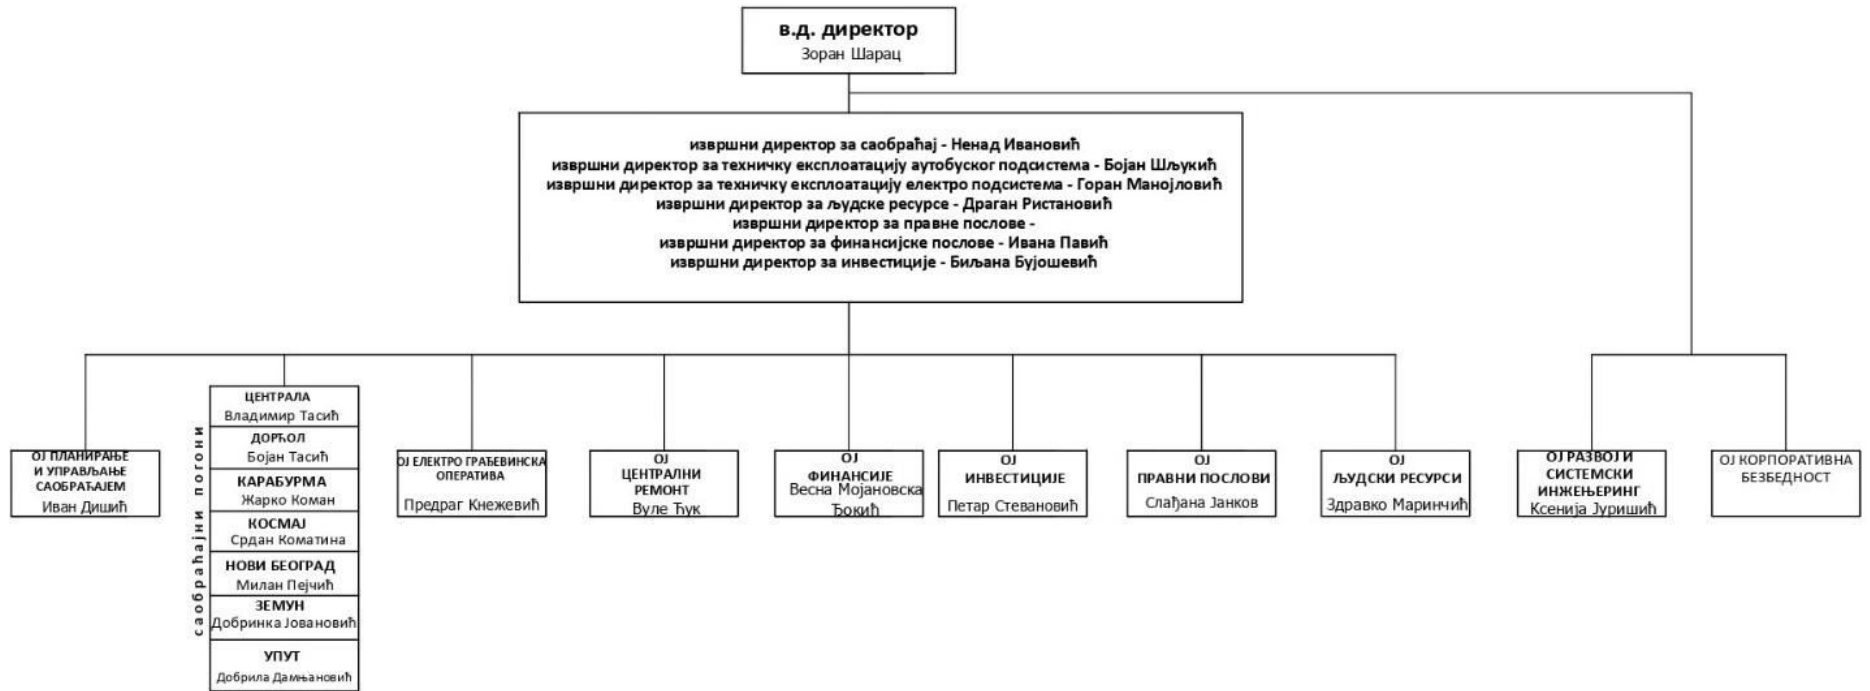 в.д. директор
Зоран Шарац
извршни директор за саобраћај - Ненад Ивановић
извршни директор за техничку експлоатацију аутобуског подсистема - Бојан Шљукић
извршни директор за техничку експлоатацију електро подсистема - Горан Манојловић
извршни директор за људске ресурсе - Драган Ристановић
извршни директор за правне послове -
извршни директор за финансијске послове - Ивана Павић
извршни директор за инвестиције - Биљана Бујошевић
ОЈ ПЛАНИРАЊЕ
И УПРАВЉАЊЕ
САОБРАЋАЈЕМ
Иван Дишић
саобраћајни погони
ЦЕНТРАЛА
Владимир Тасић
ДОРЋОЛ
Бојан Тасић
КАРАБУРМА
Жарко Коман
КОСМАЈ
Срдан Коматина
НОВИ БЕОГРАД
Милан Пејчић
ЗЕМУН
Добринка Јовановић
УПУТ
Добрила Дамњановић
ОЈ ЕЛЕКТРО ГРАЂЕВИНСКА
ОПЕРАТИВА
Предраг Кнежевић
ОЈ
ЦЕНТРАЛНИ
РЕМОНТ
Вуле Ћук
ОЈ
ФИНАНСИЈЕ
Весна Мојановска
Ђокић
ОЈ
ИНВЕСТИЦИЈЕ
Петар Стевановић
ОЈ
ПРАВНИ ПОСЛОВИ
Слађана Јанков
ОЈ
ЉУДСКИ РЕСУРСИ
Здравко Маринчић
ОЈ РАЗВОЈ И
СИСТЕМСКИ
ИНЖЕЊЕРИНГ
Ксенија Јуришић
ОЈ КОРПОРАТИВНА
БЕЗБЕДНОСТ